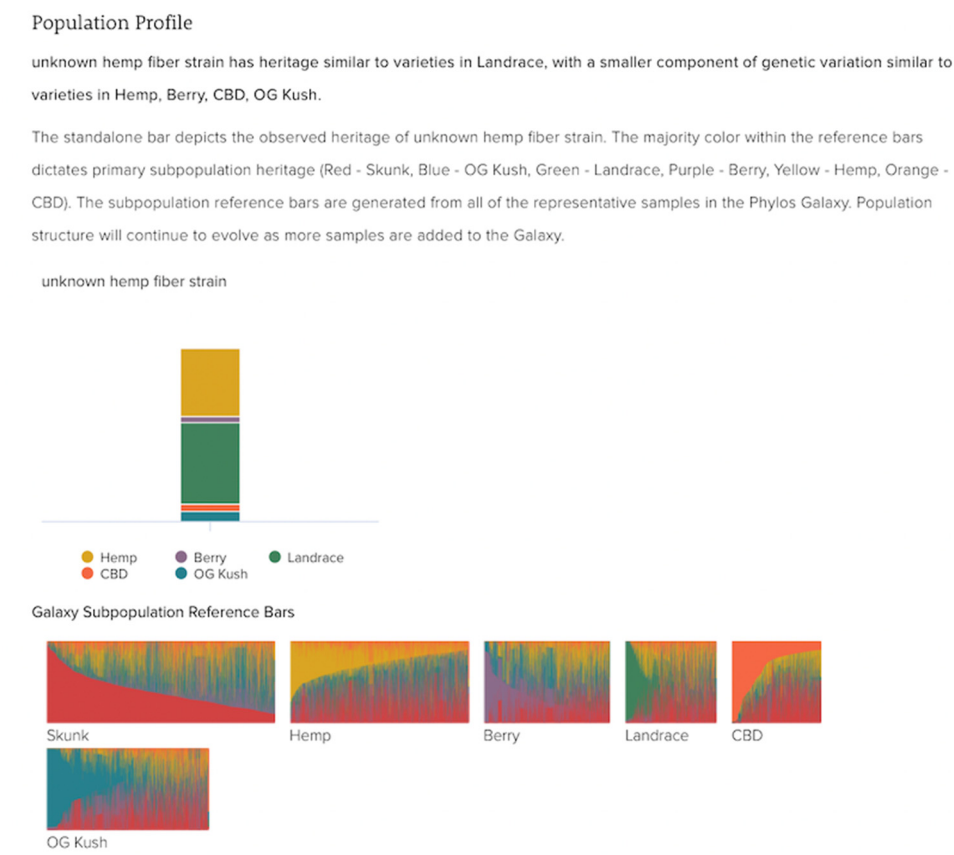 Population Profile
unknown hemp fiber strain has heritage similar to varieties in Landrace, with a smaller component of genetic variation similar to
varieties in Hemp, Berry, CBD, OG Kush.
The standalone bar depicts the observed heritage of unknown hemp fiber strain. The majority color within the reference bars
dictates primary subpopulation heritage (Red - Skunk, Blue - OG Kush, Green - Landrace, Purple - Berry, Yellow - Hemp, Orange -
CBD). The subpopulation reference bars are generated from all of the representative samples in the Phylos Galaxy. Population
structure will continue to evolve as more samples are added to the Galaxy.
unknown hemp fiber strain
Hemp Berry Landrace
CBD OG Kush
Galaxy Subpopulation Reference Bars
Skunk Hemp Berry Landrace CBD
OG Kush